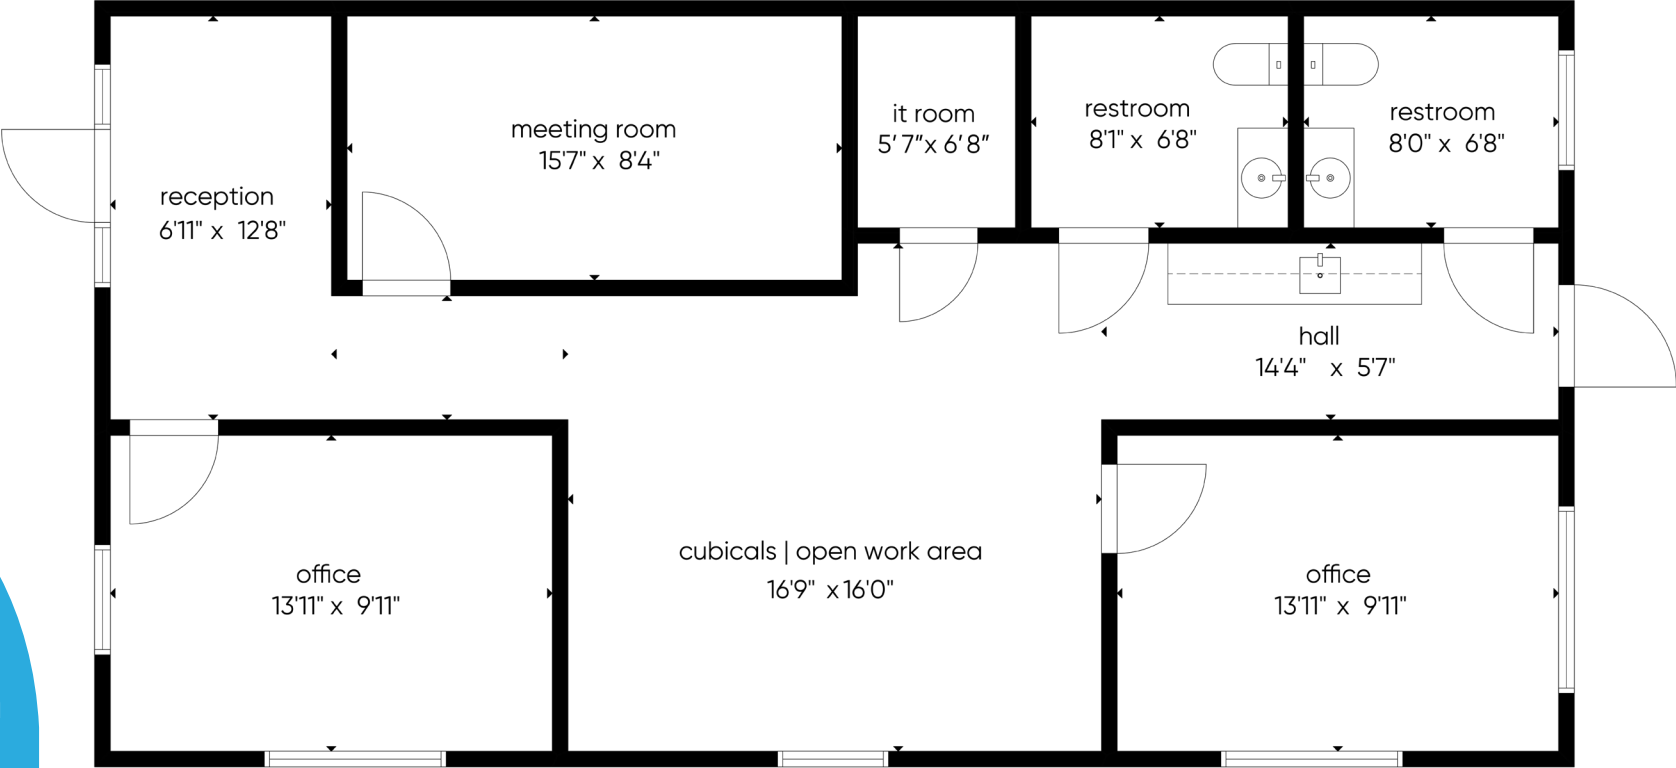 meeting room
15'7" x 8'4"
it room
5'7"x 6'8"
restroom
8'1" x 6'8"
restroom
8'0" x 6'8"
reception
6'11" x 12'8"
hall
14'4" x 5'7"
office
13'11" x 9'11"
cubicals | open work area
16'9" x 16'0"
office
13'11" x 9'11"